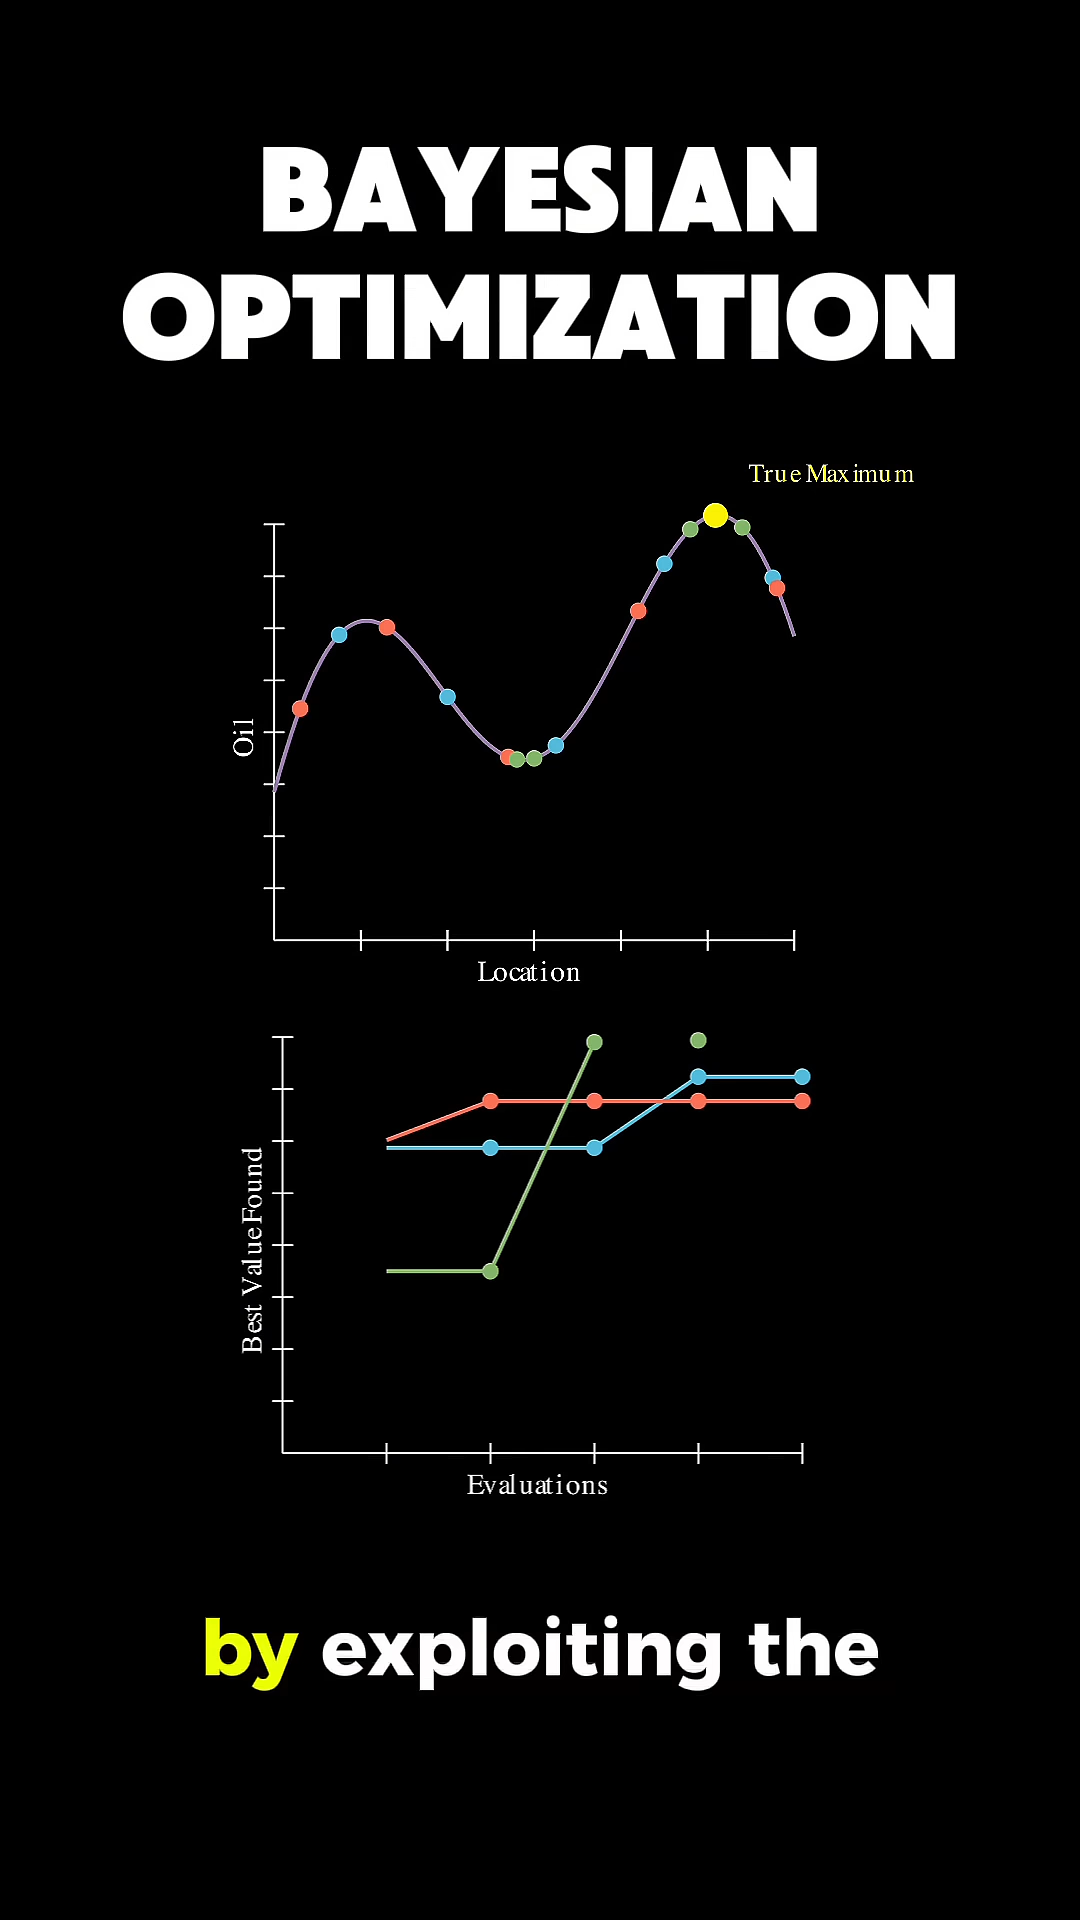 BAYESIAN
OPTIMIZATION
True Maximum
Oil
Location
Best Value Found
Evaluations
by exploiting the